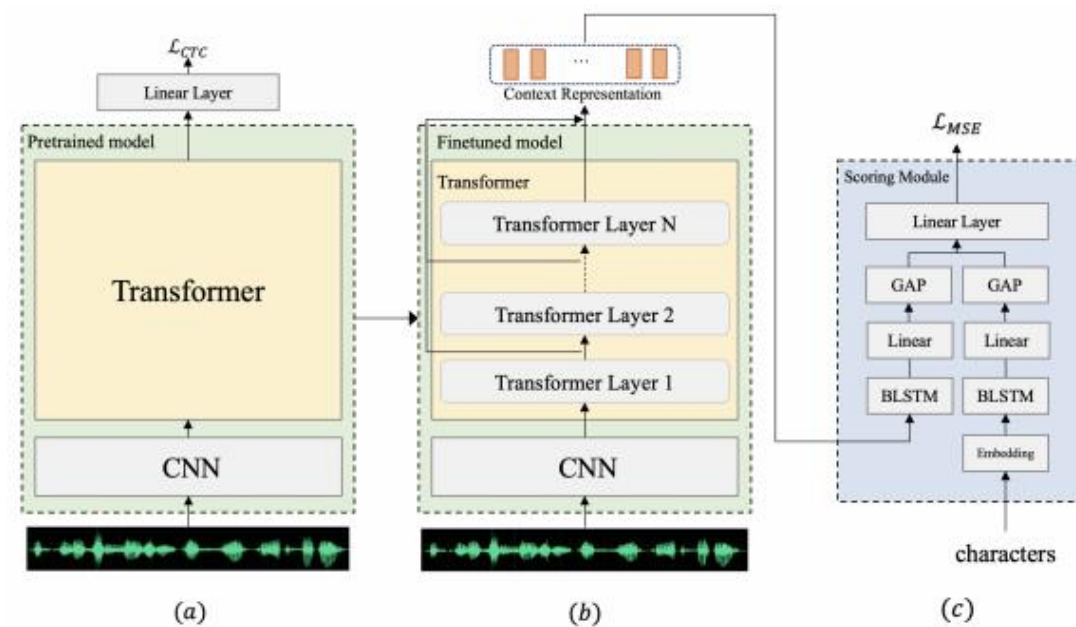 ℒ_CTC
Linear Layer
Pretrained model
Transformer
CNN
(a)
...
Context Representation
Finetuned model
Transformer
Transformer Layer N
Transformer Layer 2
Transformer Layer 1
CNN
(b)
ℒ_MSE
Scoring Module
Linear Layer
GAP GAP
Linear Linear
BLSTM BLSTM
Embedding
characters
(c)